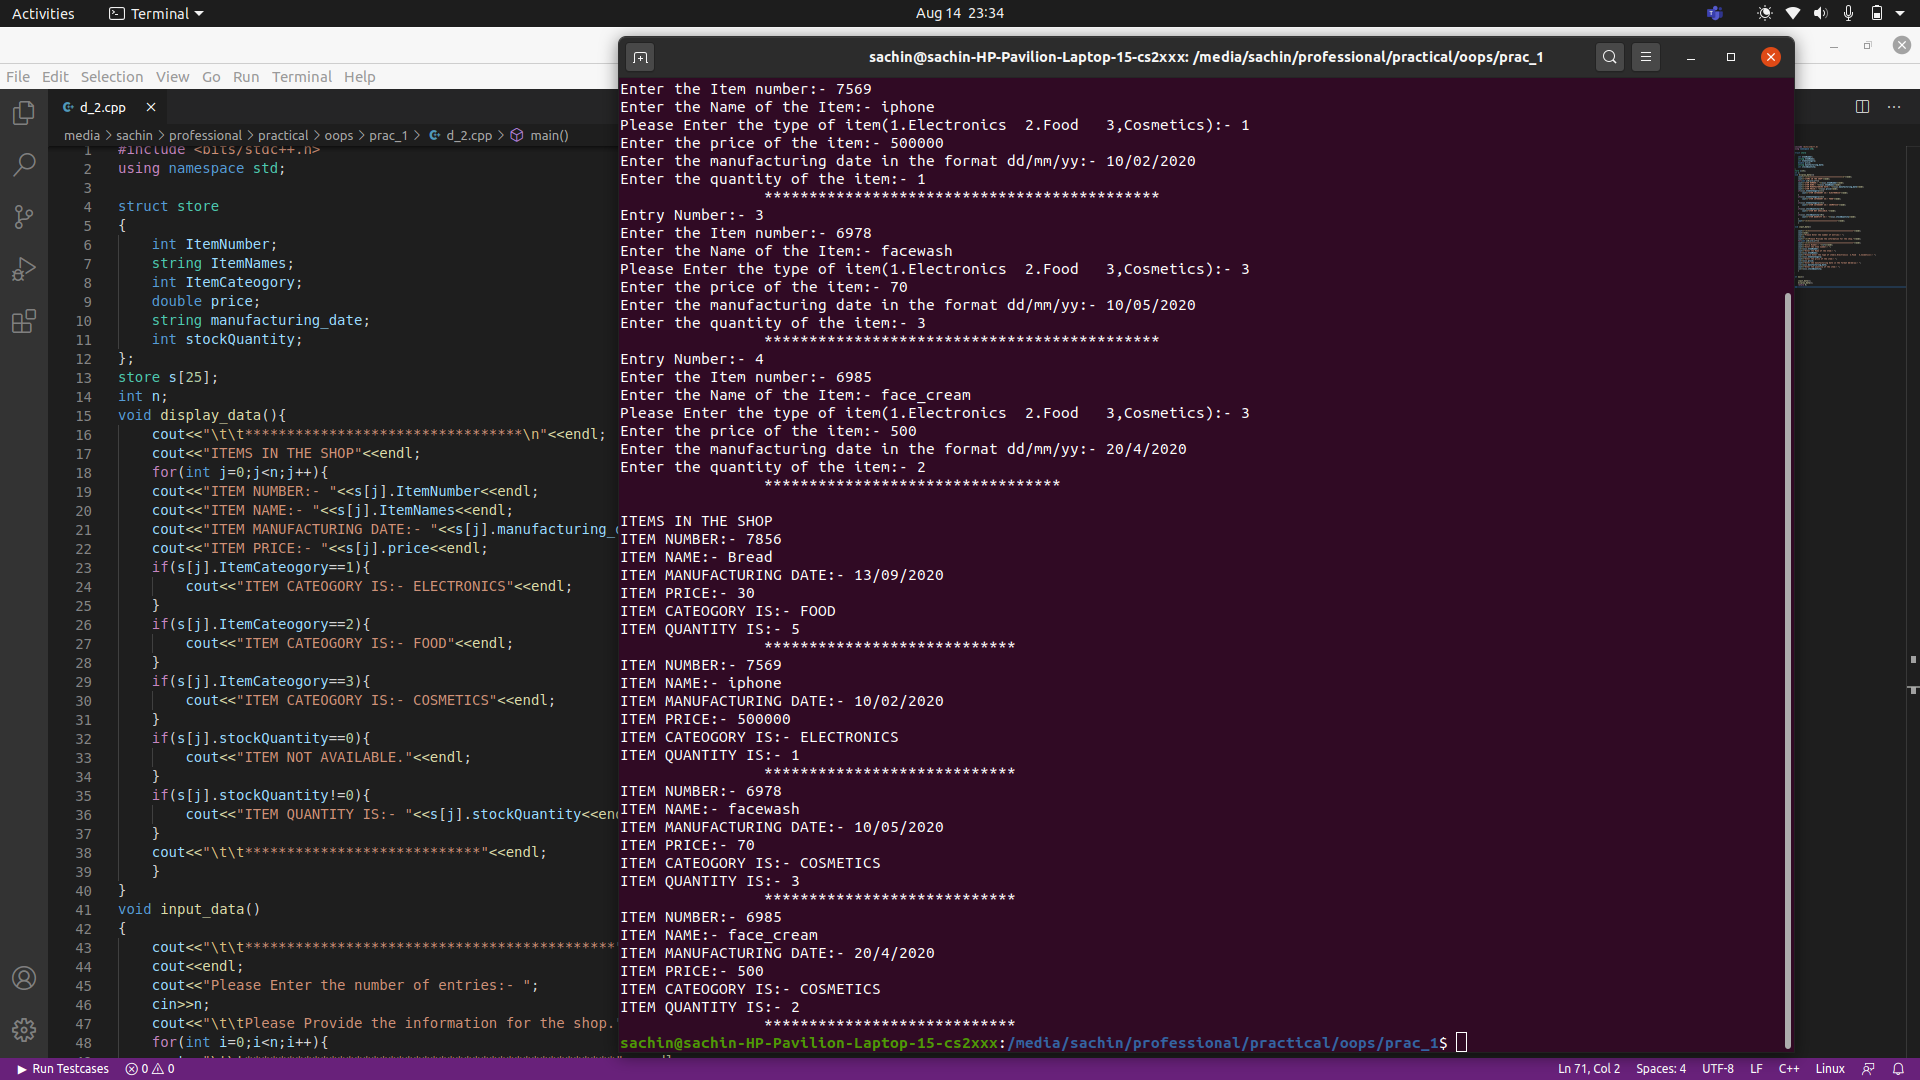 Activities Terminal Aug 14 23:34
File Edit Selection View Go Run Terminal Help
d_2.cpp
media > sachin > professional > practical > oops > prac_1 > d_2.cpp > main()
1 #include <bits/stdc++.h>
2 using namespace std;
3
4 struct store
5 {
6 int ItemNumber;
7 string ItemNames;
8 int ItemCateogory;
9 double price;
10 string manufacturing_date;
11 int stockQuantity;
12 };
13 store s[25];
14 int n;
15 void display_data(){
16 cout<<"\t\t*********************************\n"<<endl;
17 cout<<"ITEMS IN THE SHOP"<<endl;
18 for(int j=0;j<n;j++){
19 cout<<"ITEM NUMBER:- "<<s[j].ItemNumber<<endl;
20 cout<<"ITEM NAME:- "<<s[j].ItemNames<<endl;
21 cout<<"ITEM MANUFACTURING DATE:- "<<s[j].manufacturing_
22 cout<<"ITEM PRICE:- "<<s[j].price<<endl;
23 if(s[j].ItemCateogory==1){
24 cout<<"ITEM CATEOGORY IS:- ELECTRONICS"<<endl;
25 }
26 if(s[j].ItemCateogory==2){
27 cout<<"ITEM CATEOGORY IS:- FOOD"<<endl;
28 }
29 if(s[j].ItemCateogory==3){
30 cout<<"ITEM CATEOGORY IS:- COSMETICS"<<endl;
31 }
32 if(s[j].stockQuantity==0){
33 cout<<"ITEM NOT AVAILABLE."<<endl;
34 }
35 if(s[j].stockQuantity!=0){
36 cout<<"ITEM QUANTITY IS:- "<<s[j].stockQuantity<<en
37 }
38 cout<<"\t\t****************************"<<endl;
39 }
40 }
41 void input_data()
42 {
43 cout<<"\t\t********************************************
44 cout<<endl;
45 cout<<"Please Enter the number of entries:- ";
46 cin>>n;
47 cout<<"\t\tPlease Provide the information for the shop.
48 for(int i=0;i<n;i++){
Run Testcases 0 0 Ln 71, Col 2 Spaces: 4 UTF-8 LF C++ Linux
sachin@sachin-HP-Pavilion-Laptop-15-cs2xxx: /media/sachin/professional/practical/oops/prac_1
Enter the Item number:- 7569
Enter the Name of the Item:- iphone
Please Enter the type of item(1.Electronics 2.Food 3,Cosmetics):- 1
Enter the price of the item:- 500000
Enter the manufacturing date in the format dd/mm/yy:- 10/02/2020
Enter the quantity of the item:- 1
********************************************
Entry Number:- 3
Enter the Item number:- 6978
Enter the Name of the Item:- facewash
Please Enter the type of item(1.Electronics 2.Food 3,Cosmetics):- 3
Enter the price of the item:- 70
Enter the manufacturing date in the format dd/mm/yy:- 10/05/2020
Enter the quantity of the item:- 3
********************************************
Entry Number:- 4
Enter the Item number:- 6985
Enter the Name of the Item:- face_cream
Please Enter the type of item(1.Electronics 2.Food 3,Cosmetics):- 3
Enter the price of the item:- 500
Enter the manufacturing date in the format dd/mm/yy:- 20/4/2020
Enter the quantity of the item:- 2
*********************************
ITEMS IN THE SHOP
ITEM NUMBER:- 7856
ITEM NAME:- Bread
ITEM MANUFACTURING DATE:- 13/09/2020
ITEM PRICE:- 30
ITEM CATEOGORY IS:- FOOD
ITEM QUANTITY IS:- 5
****************************
ITEM NUMBER:- 7569
ITEM NAME:- iphone
ITEM MANUFACTURING DATE:- 10/02/2020
ITEM PRICE:- 500000
ITEM CATEOGORY IS:- ELECTRONICS
ITEM QUANTITY IS:- 1
****************************
ITEM NUMBER:- 6978
ITEM NAME:- facewash
ITEM MANUFACTURING DATE:- 10/05/2020
ITEM PRICE:- 70
ITEM CATEOGORY IS:- COSMETICS
ITEM QUANTITY IS:- 3
****************************
ITEM NUMBER:- 6985
ITEM NAME:- face_cream
ITEM MANUFACTURING DATE:- 20/4/2020
ITEM PRICE:- 500
ITEM CATEOGORY IS:- COSMETICS
ITEM QUANTITY IS:- 2
****************************
sachin@sachin-HP-Pavilion-Laptop-15-cs2xxx:/media/sachin/professional/practical/oops/prac_1$